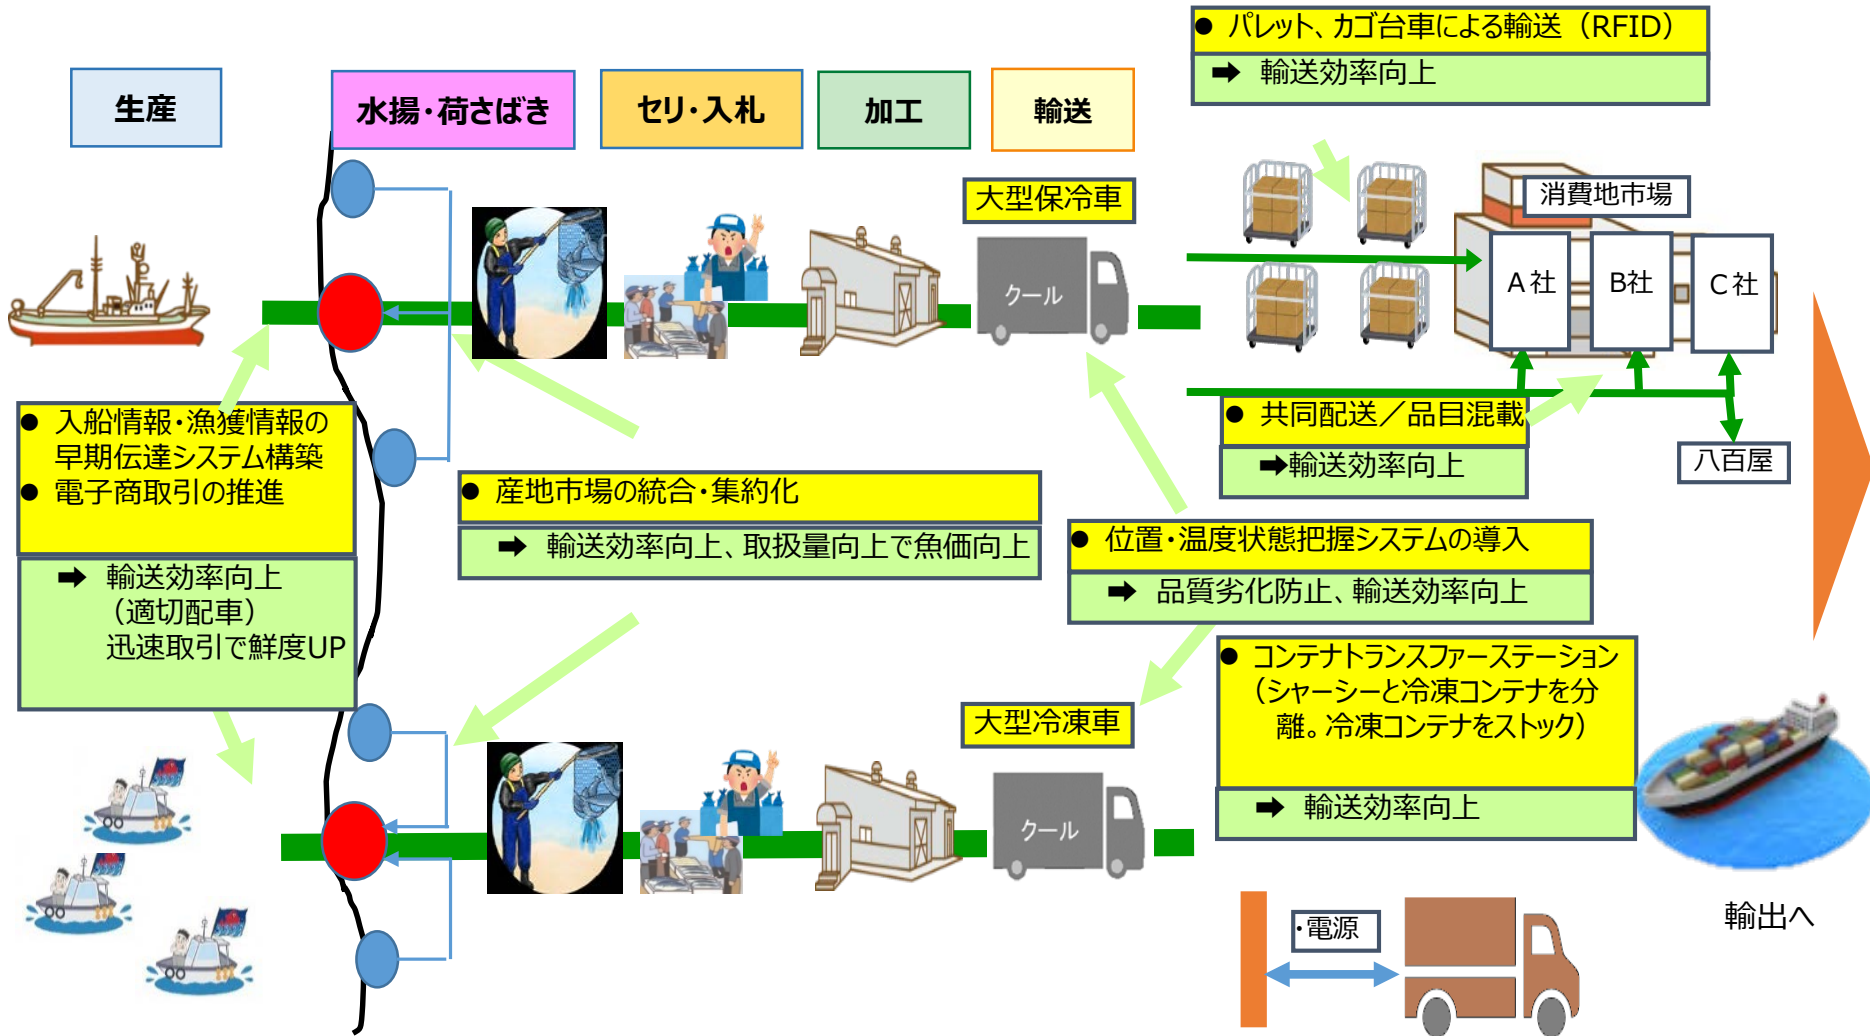 ● パレット、カゴ台車による輸送（RFID）
➡ 輸送効率向上
生産
水揚・荷さばき
セリ・入札
加工
輸送
大型保冷車
消費地市場
A社
B社
C社
クール
● 入船情報・漁獲情報の
早期伝達システム構築
● 電子商取引の推進
➡ 輸送効率向上
（適切配車）
迅速取引で鮮度UP
● 産地市場の統合・集約化
➡ 輸送効率向上、取扱量向上で魚価向上
● 共同配送／品目混載
➡輸送効率向上
八百屋
● 位置・温度状態把握システムの導入
➡ 品質劣化防止、輸送効率向上
● コンテナトランスファーステーション
（シャーシーと冷凍コンテナを分
離。冷凍コンテナをストック）
➡ 輸送効率向上
大型冷凍車
クール
輸出へ
・電源